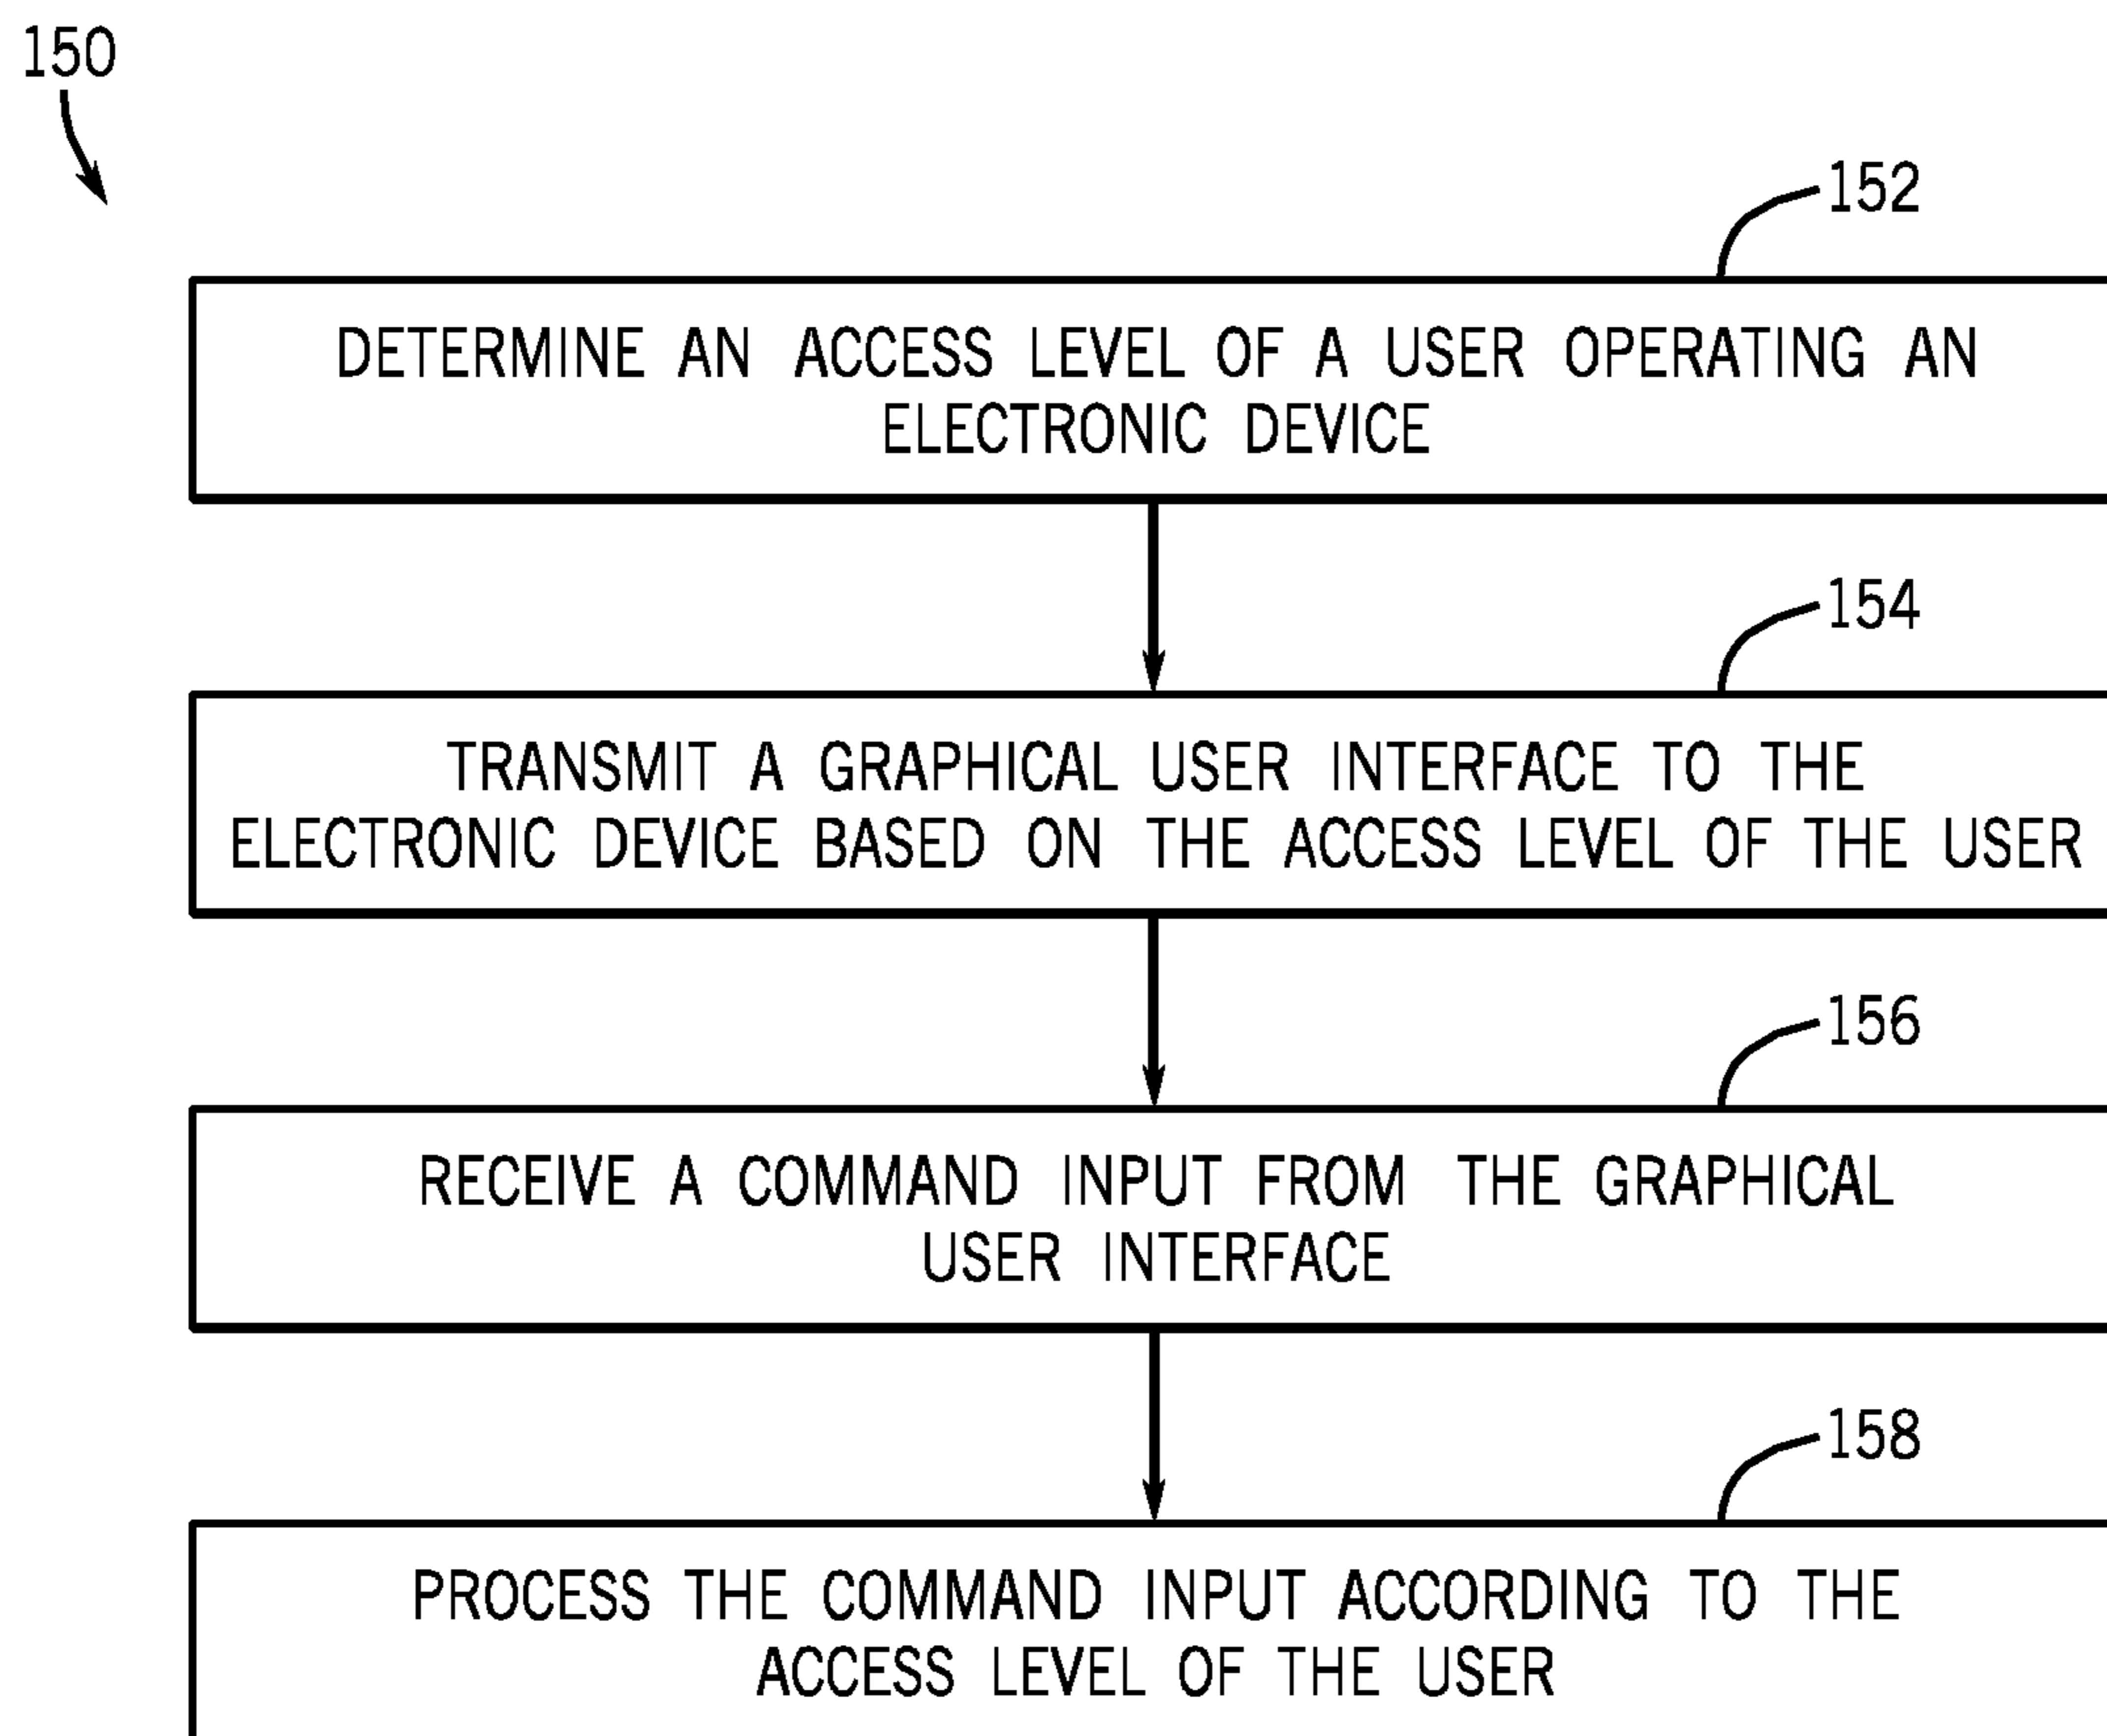 150
152
DETERMINE AN ACCESS LEVEL OF A USER OPERATING AN
ELECTRONIC DEVICE
154
TRANSMIT A GRAPHICAL USER INTERFACE TO THE
ELECTRONIC DEVICE BASED ON THE ACCESS LEVEL OF THE USER
156
RECEIVE A COMMAND INPUT FROM THE GRAPHICAL
USER INTERFACE
158
PROCESS THE COMMAND INPUT ACCORDING TO THE
ACCESS LEVEL OF THE USER